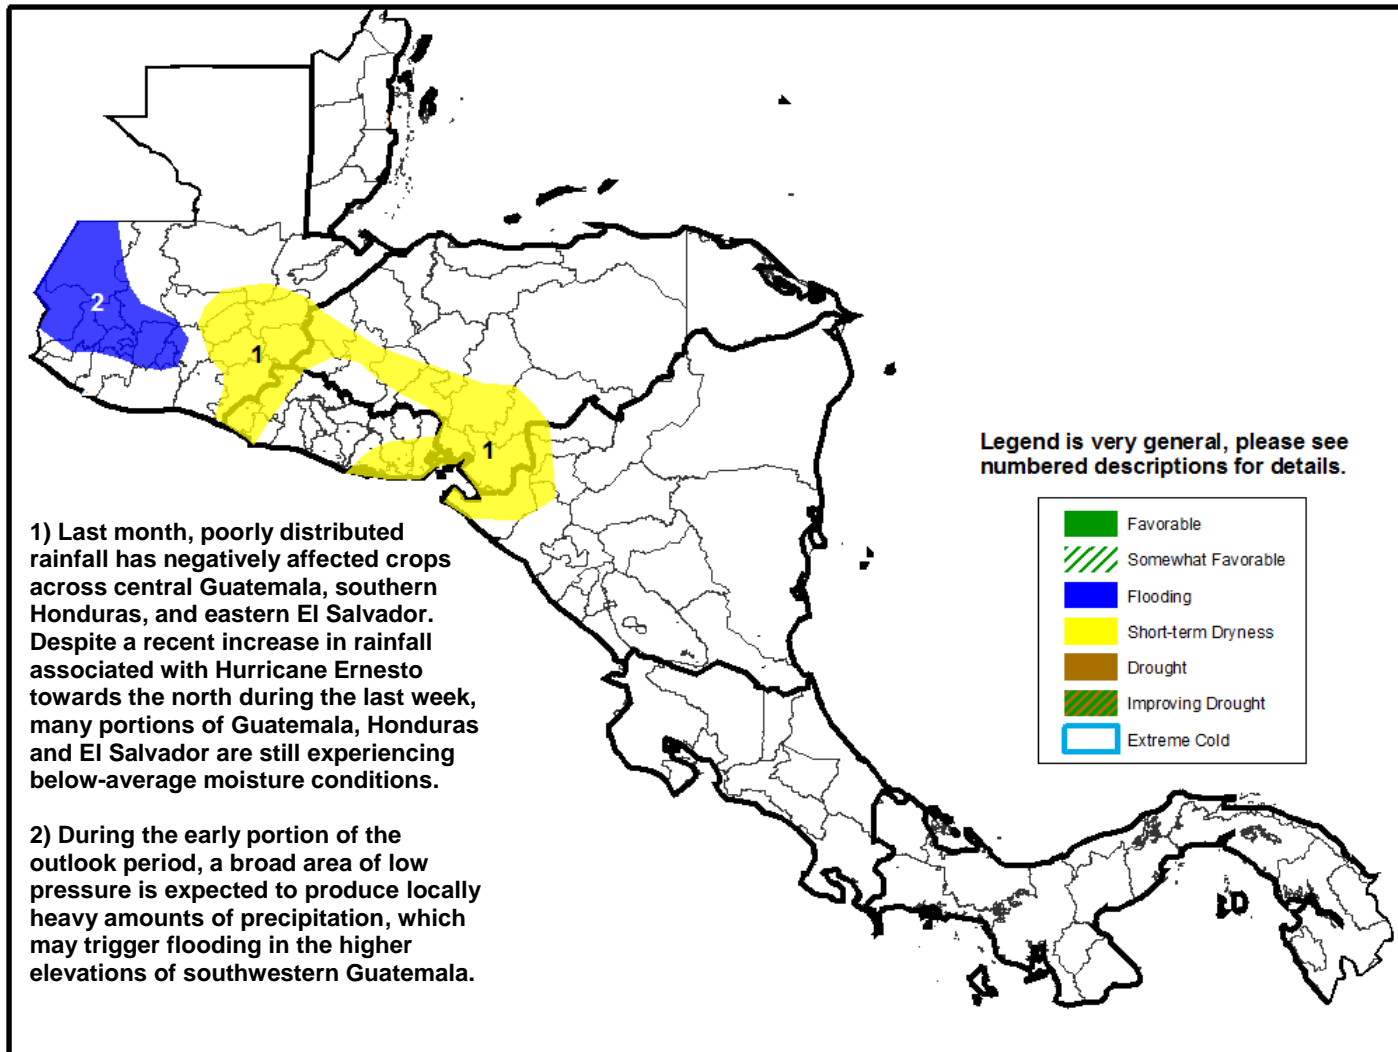 2
1
1
Legend is very general, please see
numbered descriptions for details.
Favorable
Somewhat Favorable
Flooding
Short-term Dryness
Drought
Improving Drought
Extreme Cold
1) Last month, poorly distributed
rainfall has negatively affected crops
across central Guatemala, southern
Honduras, and eastern El Salvador.
Despite a recent increase in rainfall
associated with Hurricane Ernesto
towards the north during the last week,
many portions of Guatemala, Honduras
and El Salvador are still experiencing
below-average moisture conditions.
2) During the early portion of the
outlook period, a broad area of low
pressure is expected to produce locally
heavy amounts of precipitation, which
may trigger flooding in the higher
elevations of southwestern Guatemala.